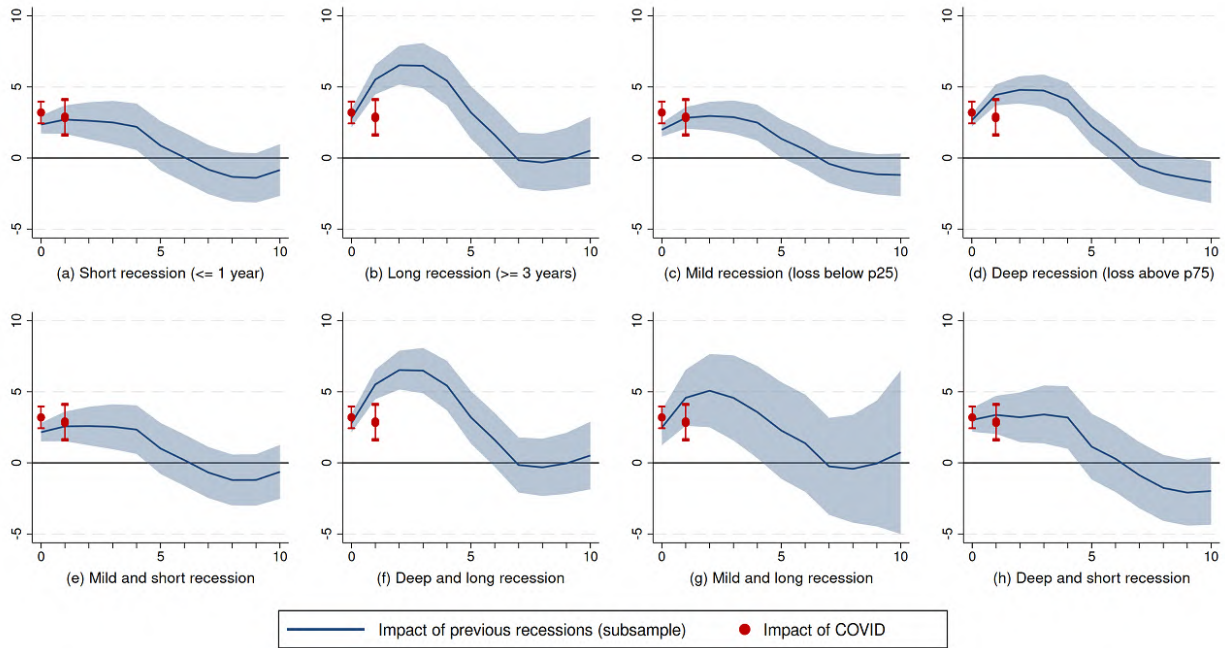 10
5
0
-5
0 5 10
(a) Short recession (<= 1 year)
10
5
0
-5
0 5 10
(b) Long recession (>= 3 years)
10
5
0
-5
0 5 10
(c) Mild recession (loss below p25)
10
5
0
-5
0 5 10
(d) Deep recession (loss above p75)
10
5
0
-5
0 5 10
(e) Mild and short recession
10
5
0
-5
0 5 10
(f) Deep and long recession
10
5
0
-5
0 5 10
(g) Mild and long recession
10
5
0
-5
0 5 10
(h) Deep and short recession
Impact of previous recessions (subsample) Impact of COVID